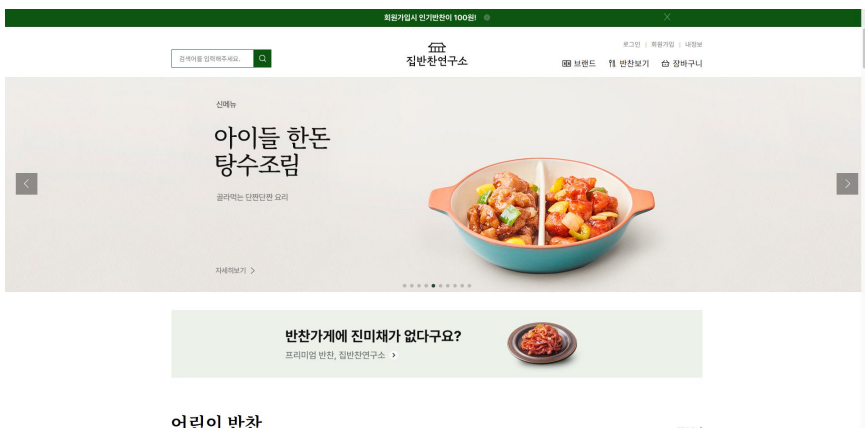 회원가입시 인기반찬이 100원!
로그인 | 회원가입 | 내정보
검색어를 입력해주세요.
집반찬연구소
브랜드 반찬보기 장바구니
신메뉴
아이들 한돈
탕수조림
골라먹는 단짠단짠 요리
자세히보기 >
반찬가게에 진미채가 없다구요?
프리미엄 반찬, 집반찬연구소 >
어린이 반찬